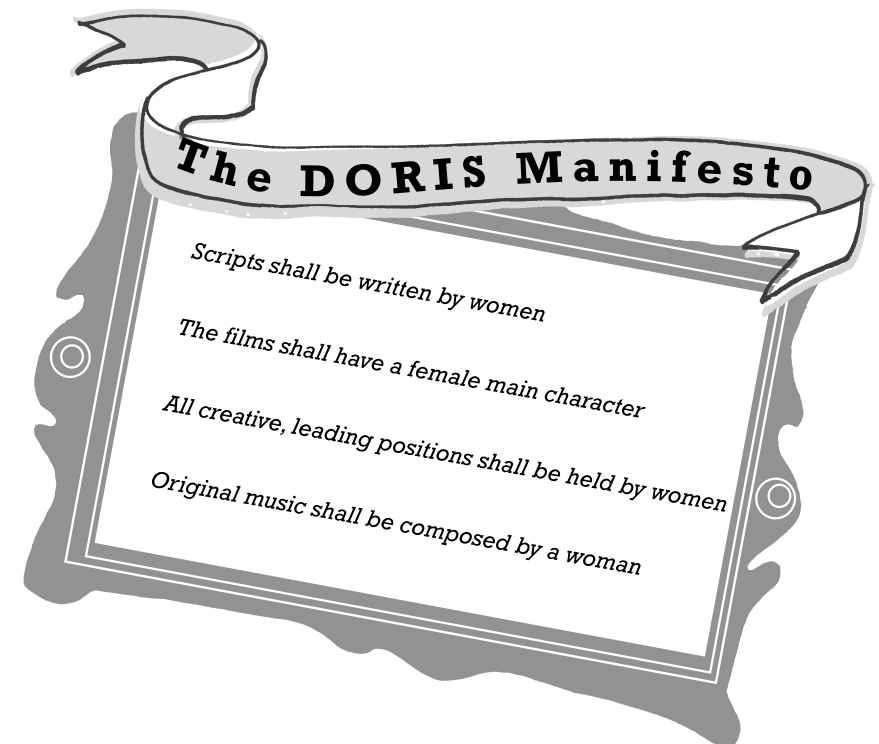 The DORIS Manifesto
Scripts shall be written by women
The films shall have a female main character
All creative, leading positions shall be held by women
Original music shall be composed by a woman